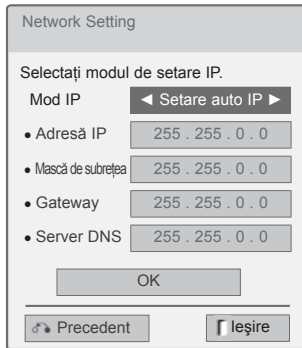 Network Setting
Selectați modul de setare IP.
Mod IP ◄ Setare auto IP ►
• Adresă IP 255 . 255 . 0 . 0
• Mască de subrețea 255 . 255 . 0 . 0
• Gateway 255 . 255 . 0 . 0
• Server DNS 255 . 255 . 0 . 0
OK
Precedent Ieşire